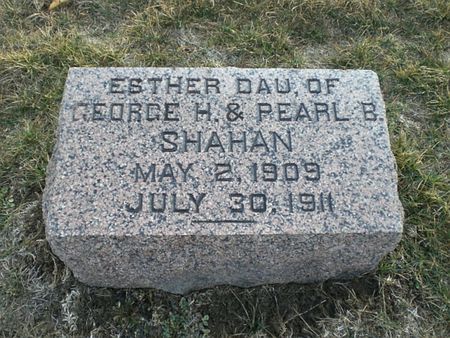 ESTHER DAU. OF
GEORGE H. & PEARL B.
SHAHAN
MAY 2, 1909
JULY 30, 1911